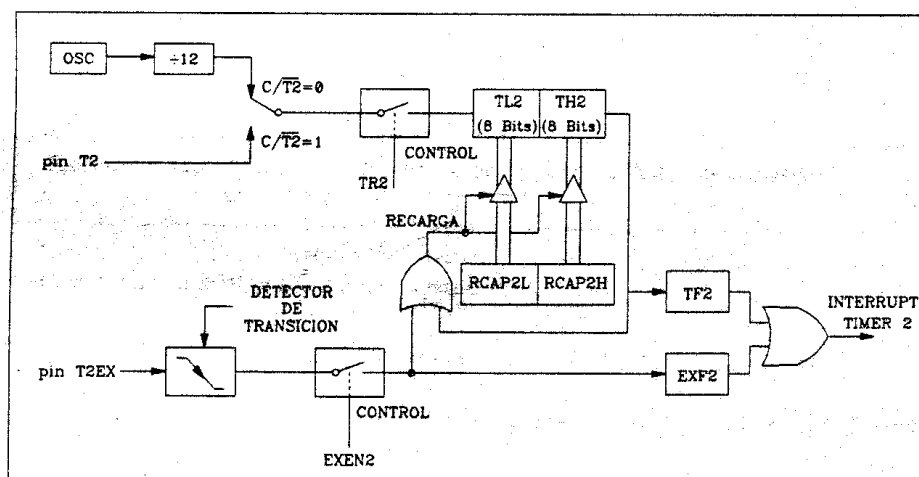 OSC
÷12
C/T2=0
C/T2=1
pin T2
CONTROL
TR2
TL2
(8 Bits)
TH2
(8 Bits)
RECARGA
RCAP2L
RCAP2H
DETECTOR
DE
TRANSICION
pin T2EX
CONTROL
EXEN2
TF2
EXF2
INTERRUPT
TIMER 2